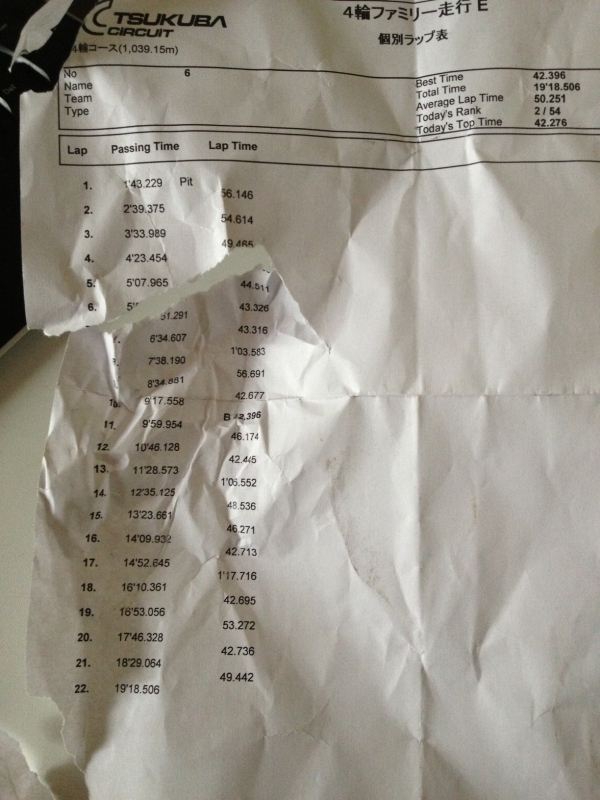 TSUKUBA
CIRCUIT
4輪コース(1,039.15m)
4輪ファミリー走行 E
個別ラップ表
No 6
Name
Team
Type
Best Time 42.396
Total Time 19'18.506
Average Lap Time 50.251
Today's Rank 2 / 54
Today's Top Time 42.276
Lap Passing Time Lap Time
1. 1'43.229 Pit
56.146
2. 2'39.375
54.614
3. 3'33.989
49.465
4. 4'23.454
5. 5'07.965
44.511
6. 5' 51.291
43.326
43.316
6'34.607
1'03.583
7'38.190
56.691
8'34.881
42.677
10. 9'17.558
B 42.396
11. 9'59.954
46.174
12. 10'46.128
42.445
13. 11'28.573
1'06.552
14. 12'35.125
48.536
15. 13'23.661
46.271
16. 14'09.932
42.713
17. 14'52.645
1'17.716
18. 16'10.361
42.695
19. 16'53.056
53.272
20. 17'46.328
42.736
21. 18'29.064
49.442
22. 19'18.506